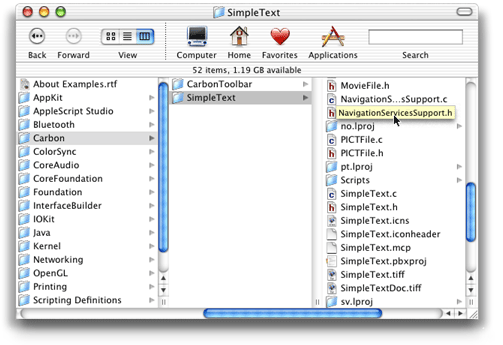 SimpleText
Back
Forward
View
Computer
Home
Favorites
Applications
Search
52 items, 1.19 GB available
About Examples.rtf
AppKit
AppleScript Studio
Bluetooth
Carbon
ColorSync
CoreAudio
CoreFoundation
Foundation
InterfaceBuilder
IOKit
Java
Kernel
Networking
OpenGL
Printing
Scripting Definitions
CarbonToolbar
SimpleText
MovieFile.h
NavigationS...sSupport.c
NavigationServicesSupport.h
no.lproj
PICTFile.c
PICTFile.h
pt.lproj
Scripts
SimpleText.c
SimpleText.h
SimpleText.icns
SimpleText.iconheader
SimpleText.mcp
SimpleText.pbxproj
SimpleText.tiff
SimpleTextDoc.tiff
sv.lproj